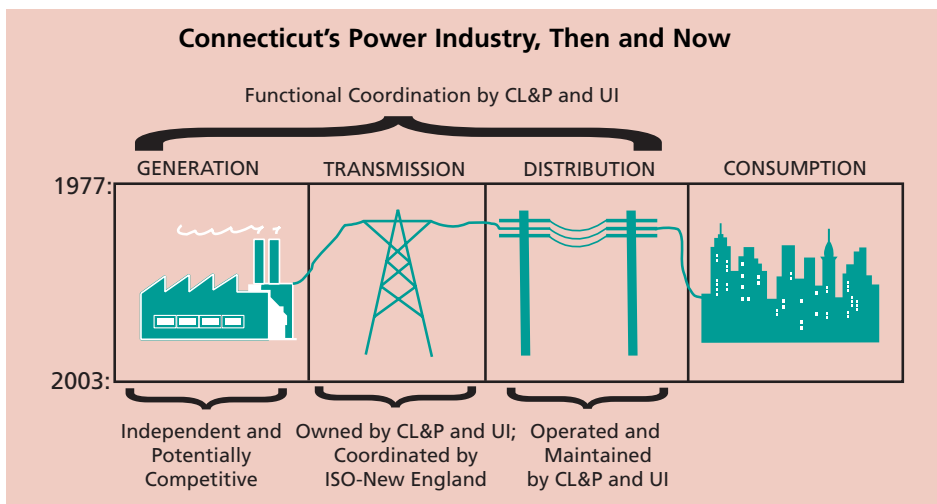 Connecticut's Power Industry, Then and Now
Functional Coordination by CL&P and UI
GENERATION
TRANSMISSION
DISTRIBUTION
CONSUMPTION
1977:
2003:
Independent and
Potentially
Competitive
Owned by CL&P and UI;
Coordinated by
ISO-New England
Operated and
Maintained
by CL&P and UI